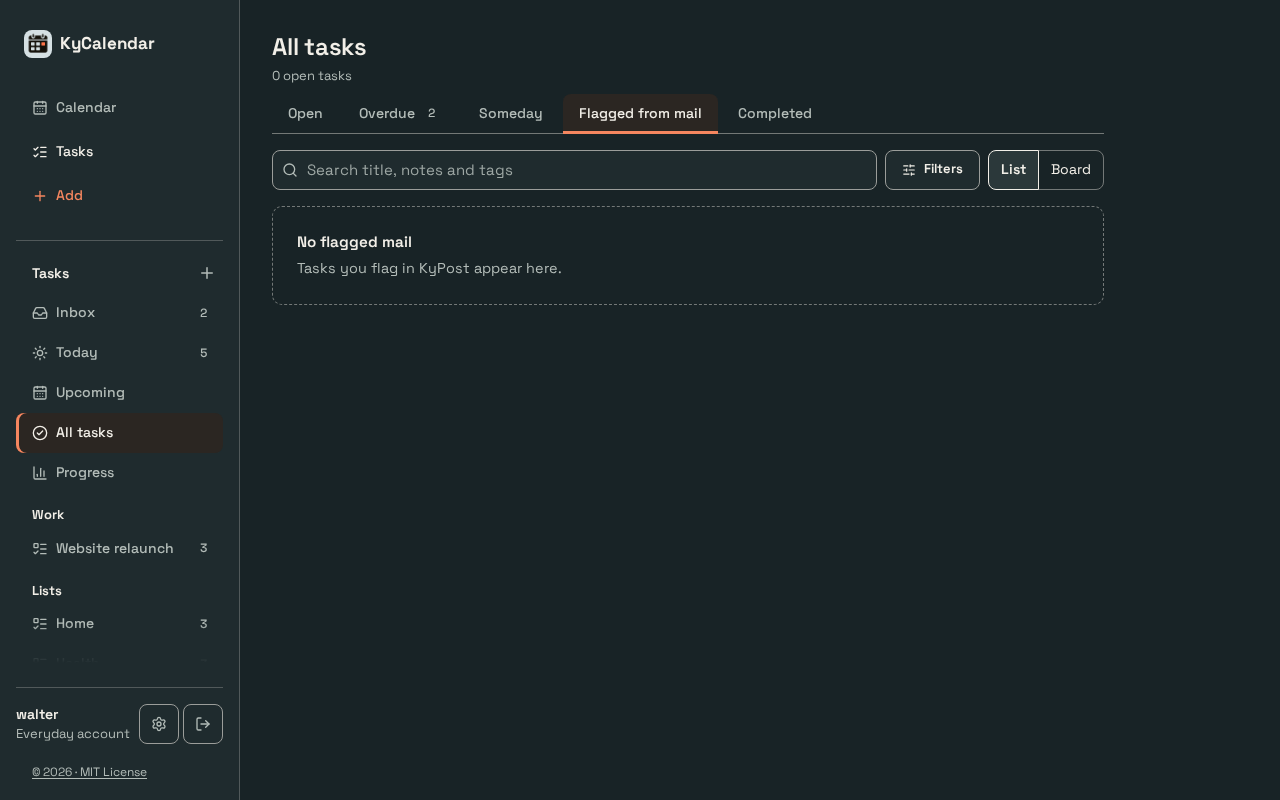 KyCalendar
Calendar
Tasks
Add
Tasks
Inbox 2
Today 5
Upcoming
All tasks
Progress
Work
Website relaunch 3
Lists
Home 3
walter
Everyday account
© 2026 · MIT License
All tasks
0 open tasks
Open Overdue 2 Someday Flagged from mail Completed
Search title, notes and tags Filters List Board
No flagged mail
Tasks you flag in KyPost appear here.